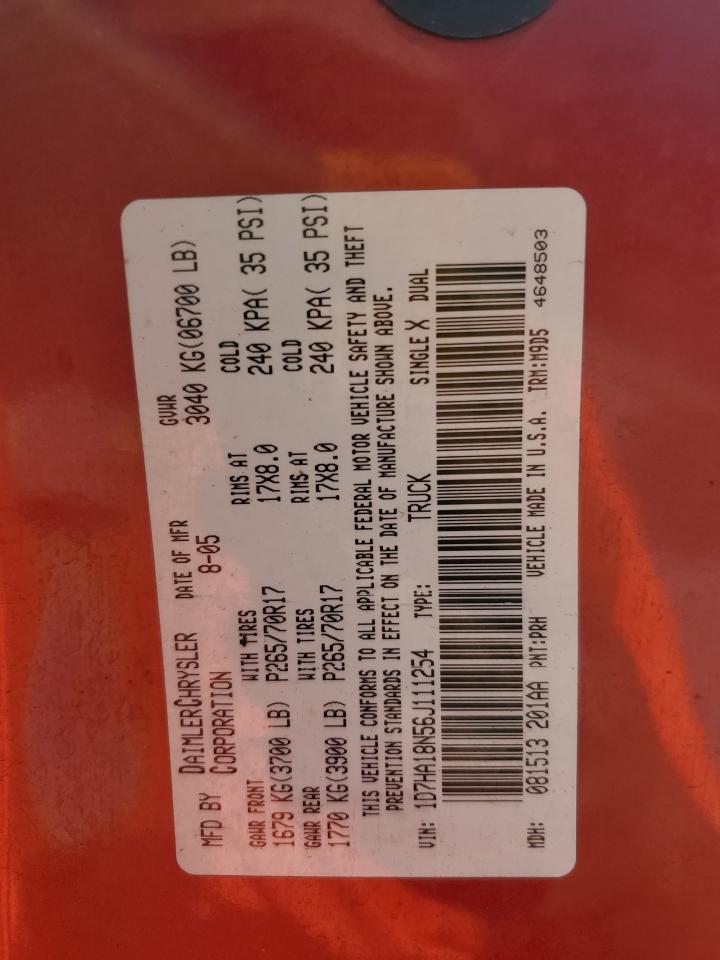 MFD BY DAIMLERCHRYSLER CORPORATION DATE OF MFR 8-05 GVWR 3040 KG(06700 LB)
GAWR FRONT WITH TIRES RIMS AT COLD
1679 KG(3700 LB) P265/70R17 17X8.0 240 KPA( 35 PSI)
GAWR REAR WITH TIRES RIMS AT COLD
1770 KG(3900 LB) P265/70R17 17X8.0 240 KPA( 35 PSI)
THIS VEHICLE CONFORMS TO ALL APPLICABLE FEDERAL MOTOR VEHICLE SAFETY AND THEFT
PREVENTION STANDARDS IN EFFECT ON THE DATE OF MANUFACTURE SHOWN ABOVE.
VIN: 1D7HA18N56J111254 TYPE: TRUCK SINGLE X DUAL
MDH: 081513 201AA PNT:PRH VEHICLE MADE IN U.S.A. TRM:M9D5 4648503